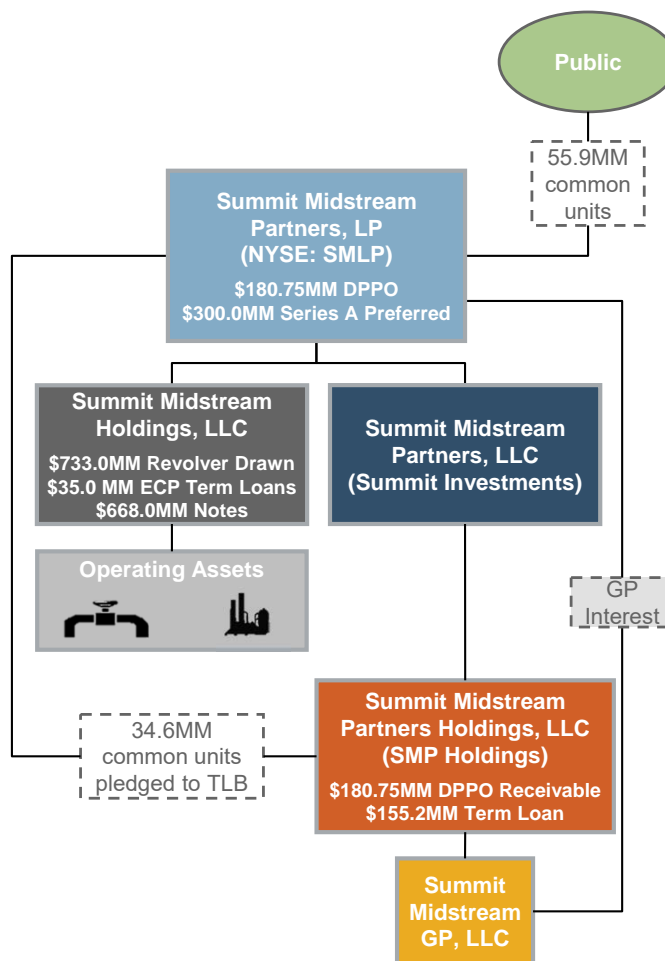 Public
55.9MM
common
units
Summit Midstream
Partners, LP
(NYSE: SMLP)
$180.75MM DPPO
$300.0MM Series A Preferred
Summit Midstream
Holdings, LLC
$733.0MM Revolver Drawn
$35.0 MM ECP Term Loans
$668.0MM Notes
Summit Midstream
Partners, LLC
(Summit Investments)
Operating Assets
GP
Interest
34.6MM
common units
pledged to TLB
Summit Midstream
Partners Holdings, LLC
(SMP Holdings)
$180.75MM DPPO Receivable
$155.2MM Term Loan
Summit
Midstream
GP, LLC